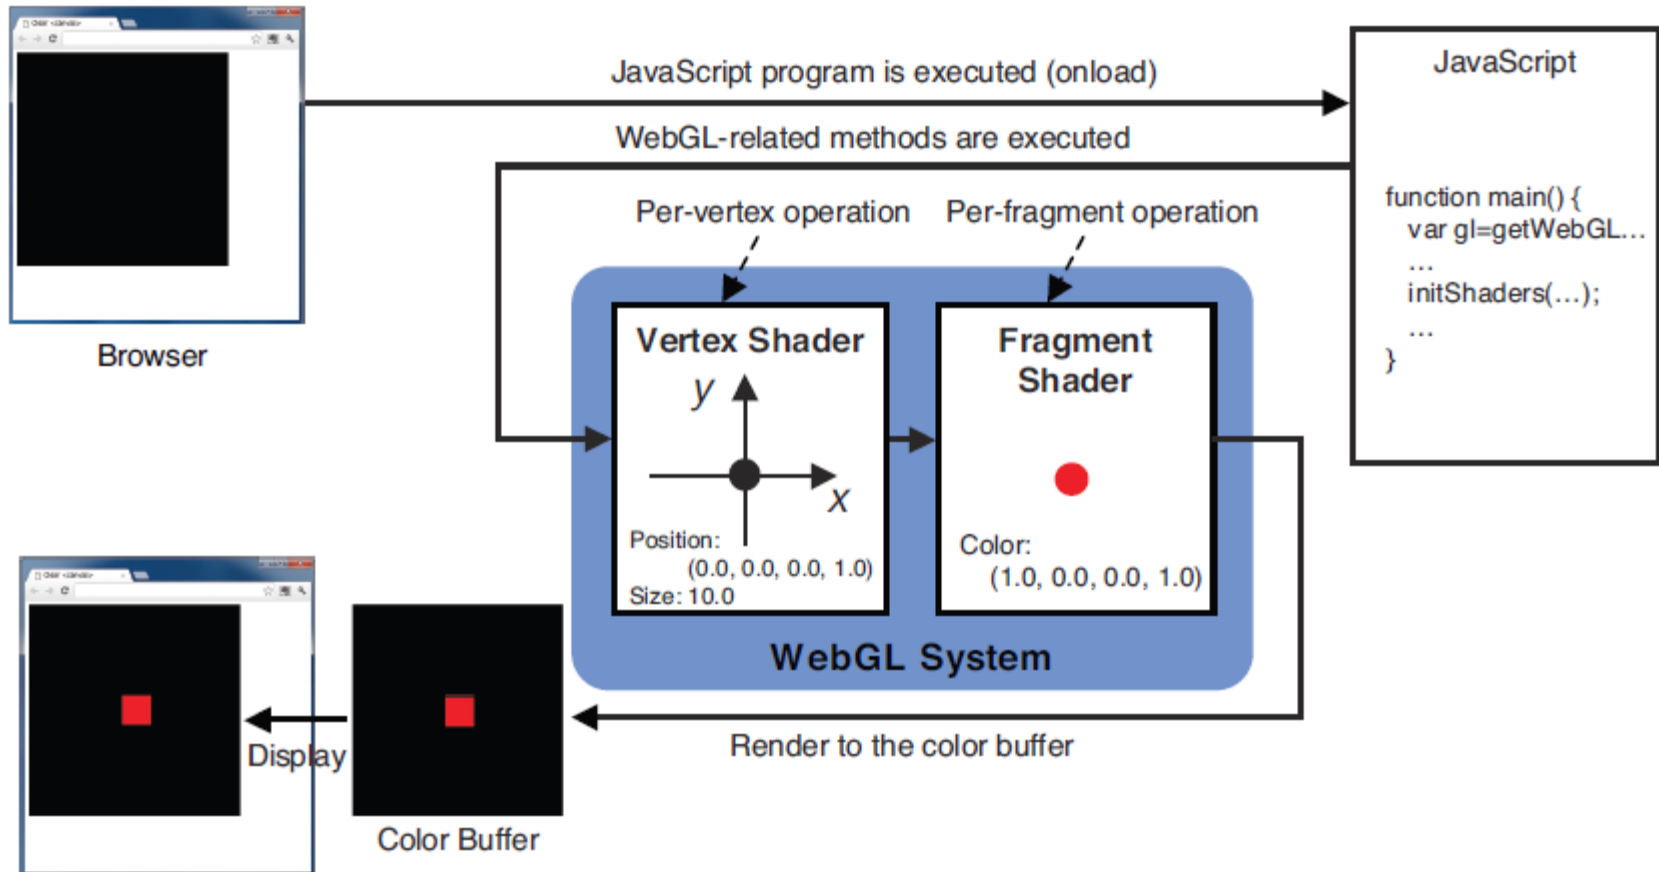 JavaScript program is executed (onload)
JavaScript
WebGL-related methods are executed
Per-vertex operation
Per-fragment operation
function main() {
var gl=getWebGL...
...
initShaders(...);
...
}
Browser
Vertex Shader
y
x
Position:
(0.0, 0.0, 0.0, 1.0)
Size: 10.0
Fragment
Shader
Color:
(1.0, 0.0, 0.0, 1.0)
WebGL System
Render to the color buffer
Display
Color Buffer